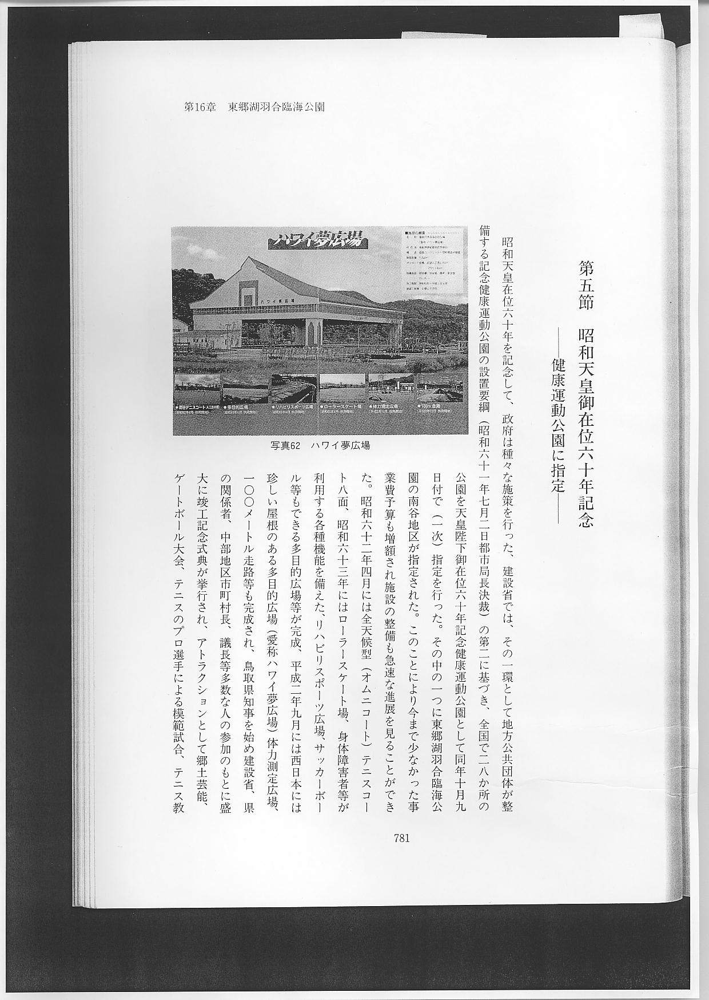 第16章　東郷湖羽合臨海公園
第五節　昭和天皇御在位六十年記念
――健康運動公園に指定――
昭和天皇在位六十年を記念して、政府は種々な施策を行った、建設省では、その一環として地方公共団体が整
備する記念健康運動公園の設置要綱（昭和六十一年七月二日都市局長決裁）の第二に基づき、全国で二八か所の
公園を天皇陛下御在位六十年記念健康運動公園として同年十月九
日付で（一次）指定を行った。その中の一つに東郷湖羽合臨海公
園の南谷地区が指定された。このことにより今まで少なかった事
業費予算も増額され施設の整備も急速な進展を見ることができ
た。昭和六十二年四月には全天候型（オムニコート）テニスコー
ト八面、昭和六十三年にはローラースケート場、身体障害者等が
利用する各種機能を備えた、リハビリスポーツ広場、サッカーボー
ル等もできる多目的広場等が完成、平成二年九月には西日本には
珍しい屋根のある多目的広場（愛称ハワイ夢広場）体力測定広場、
一〇〇メートル走路等も完成され、鳥取県知事を始め建設省、県
の関係者、中部地区市町村長、議長等多数な人の参加のもとに盛
大に竣工記念式典が挙行され、アトラクションとして郷土芸能、
ゲートボール大会、テニスのプロ選手による模範試合、テニス教
ハワイ夢広場
■施設の概要
ハワイ夢広場
●南谷テニスコート
●多目的広場
●リハビリスポーツ広場
●ローラースケート場
●体力測定広場
●100m走路
写真62　ハワイ夢広場
781